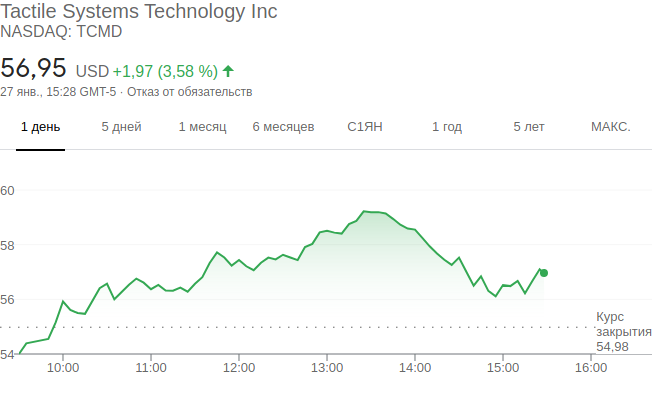 Tactile Systems Technology Inc
NASDAQ: TCMD
56,95 USD +1,97 (3,58 %)
27 янв., 15:28 GMT-5 · Отказ от обязательств
1 день 5 дней 1 месяц 6 месяцев С1ЯН 1 год 5 лет МАКС.
60
58
56
Курс
закрытия
54,98
54
10:00 11:00 12:00 13:00 14:00 15:00 16:00